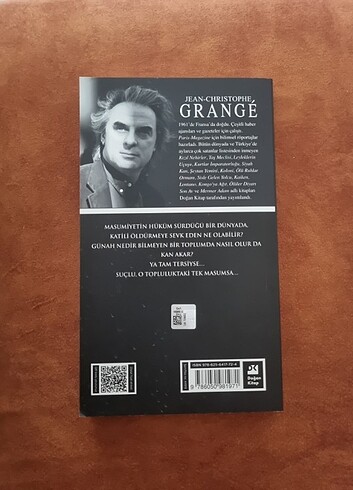 JEAN-CHRISTOPHE
GRANGÉ
1961'de Fransa'da doğdu. Çeşitli haber
ajansları ve gazeteler için çalıştı.
Paris Magazine için bilimsel röportajlar
hazırladı. Bütün dünyada ve Türkiye'de
aylarca çok satanlar listesinden inmeyen
Kızıl Nehirler, Taş Meclisi, Leyleklerin
Uçuşu, Kurtlar İmparatorluğu, Siyah
Kan, Şeytan Yemini, Koloni, Ölü Ruhlar
Ormanı, Sisle Gelen Yolcu, Kaiken,
Lontano, Kongo'ya Ağıt, Ölüler Diyarı
Son Av ve Mermer Adam adlı kitapları
Doğan Kitap tarafından yayımlandı.
MASUMİYETİN HÜKÜM SÜRDÜĞÜ BİR DÜNYADA,
KATİLİ ÖLDÜRMEYE SEVK EDEN NE OLABİLİR?
GÜNAH NEDİR BİLMEYEN BİR TOPLUMDA NASIL OLUR DA
KAN AKAR?
YA TAM TERSİYSE...
SUÇLU, O TOPLULUKTAKİ TEK MASUMSA...
9786050981971
Doğan
Kitap